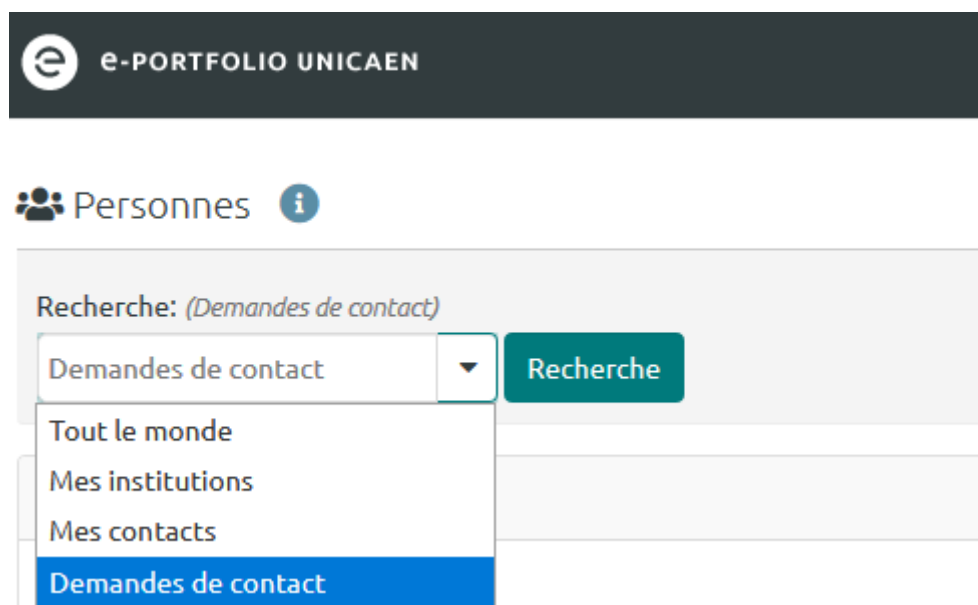 e-PORTFOLIO UNICAEN
Personnes
Recherche: (Demandes de contact)
Demandes de contact
Recherche
Tout le monde
Mes institutions
Mes contacts
Demandes de contact